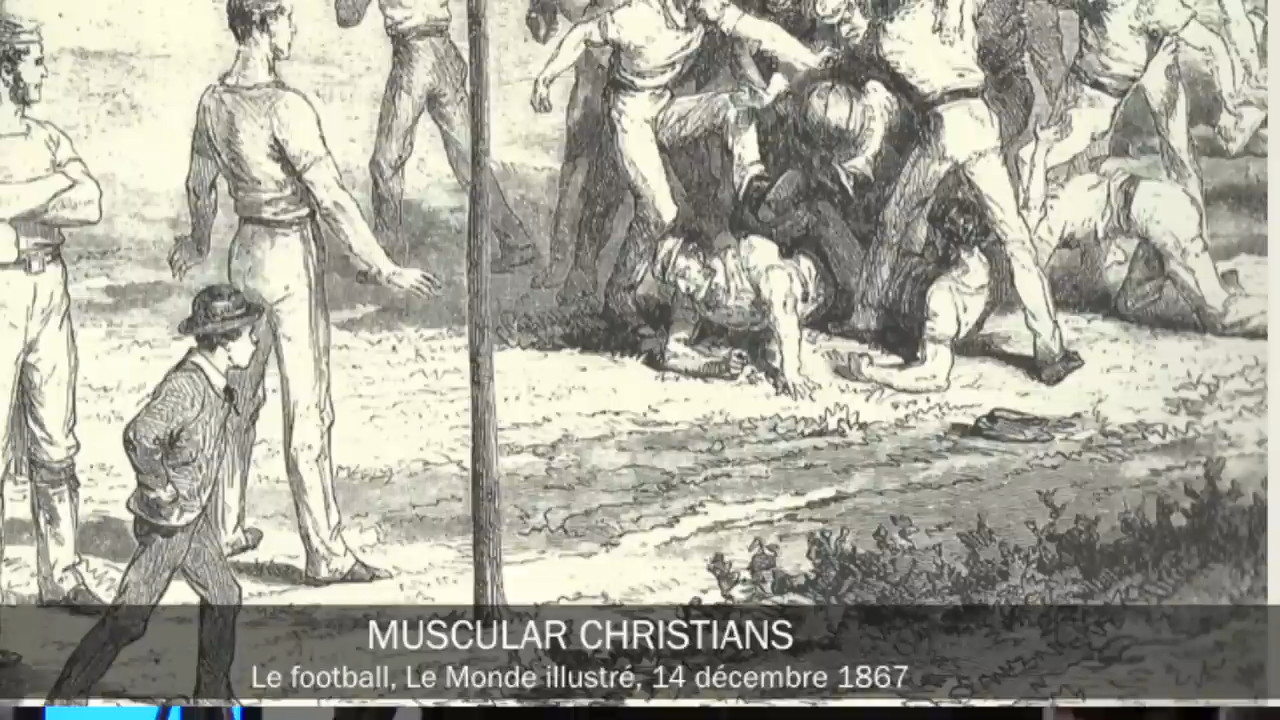 MUSCULAR CHRISTIANS
Le football, Le Monde illustré, 14 décembre 1867